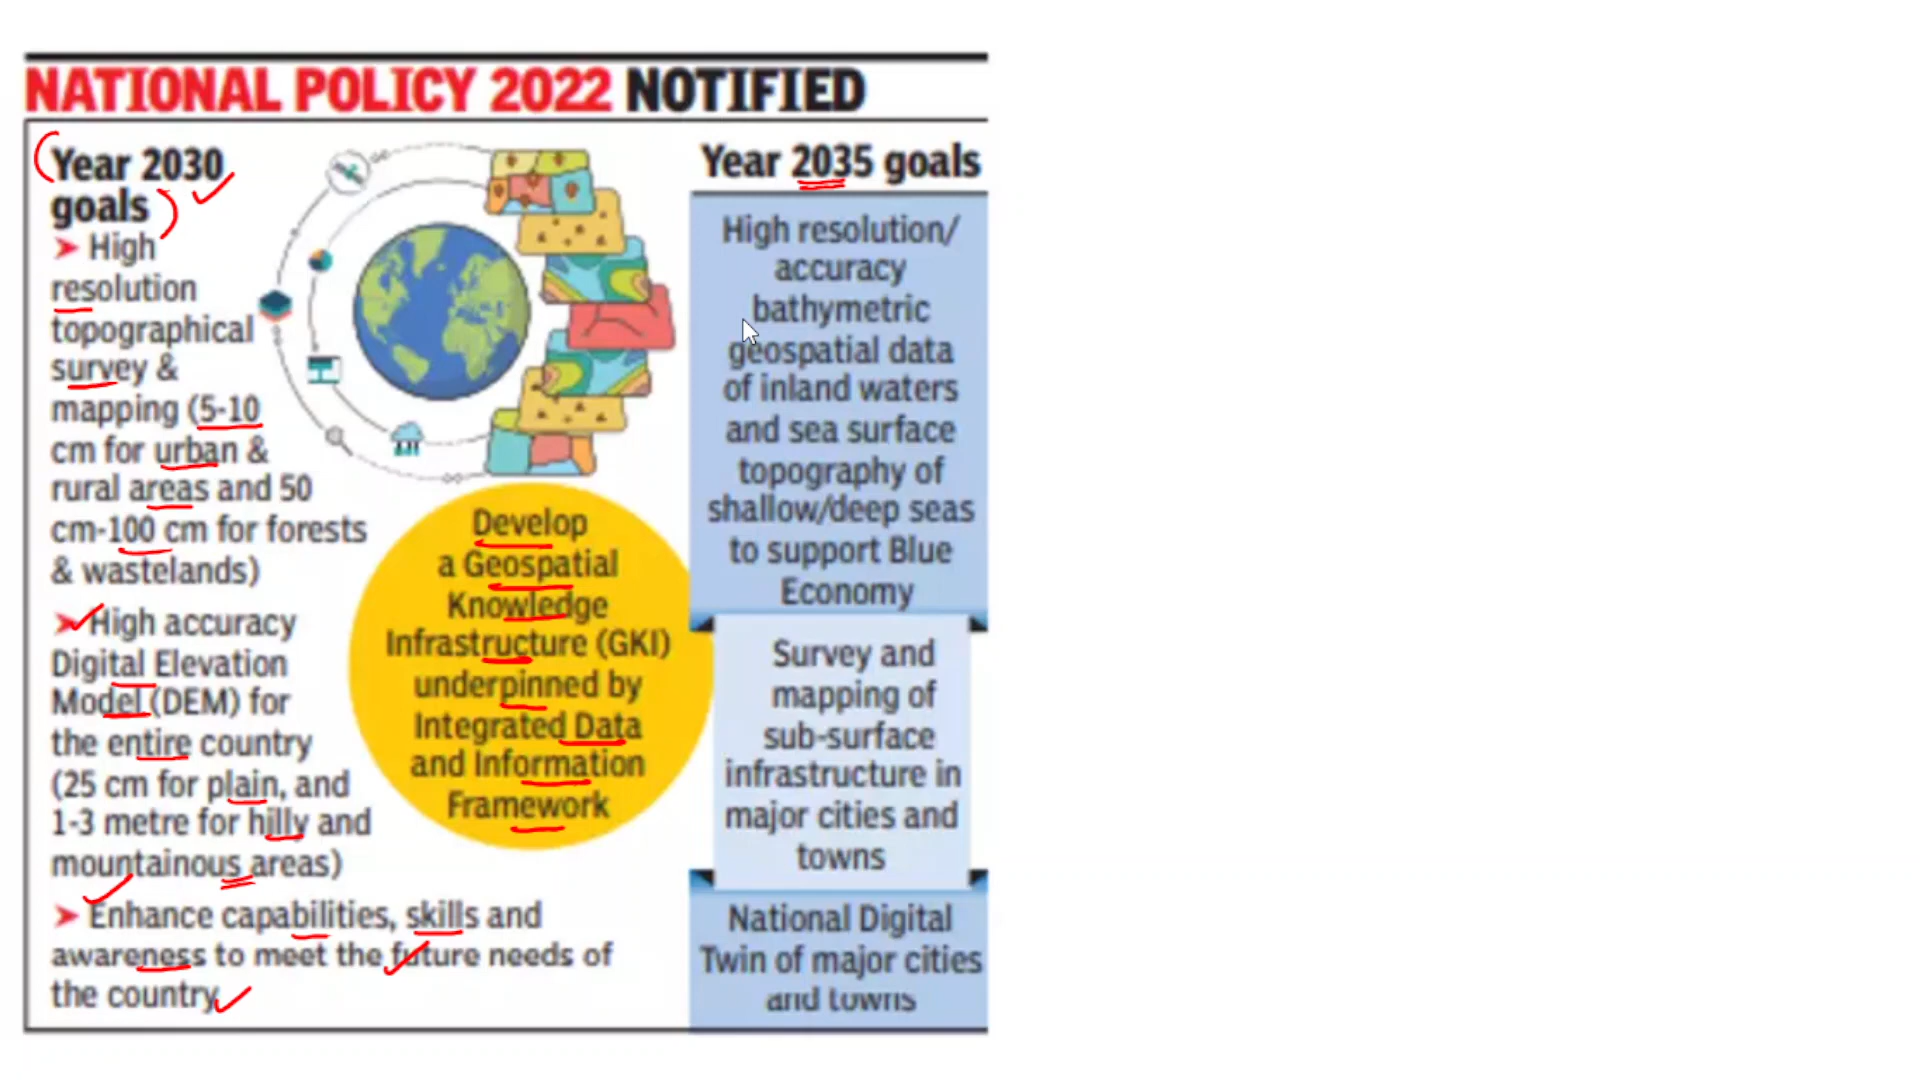 NATIONAL POLICY 2022 NOTIFIED
Year 2030
goals
High
resolution
topographical
survey &
mapping (5-10
cm for urban &
rural areas and 50
cm-100 cm for forests
& wastelands)
High accuracy
Digital Elevation
Model (DEM) for
the entire country
(25 cm for plain, and
1-3 metre for hilly and
mountainous areas)
Enhance capabilities, skills and
awareness to meet the future needs of
the country
Develop
a Geospatial
Knowledge
Infrastructure (GKI)
underpinned by
Integrated Data
and Information
Framework
Year 2035 goals
High resolution/
accuracy
bathymetric
geospatial data
of inland waters
and sea surface
topography of
shallow/deep seas
to support Blue
Economy
Survey and
mapping of
sub-surface
infrastructure in
major cities and
towns
National Digital
Twin of major cities
and towns